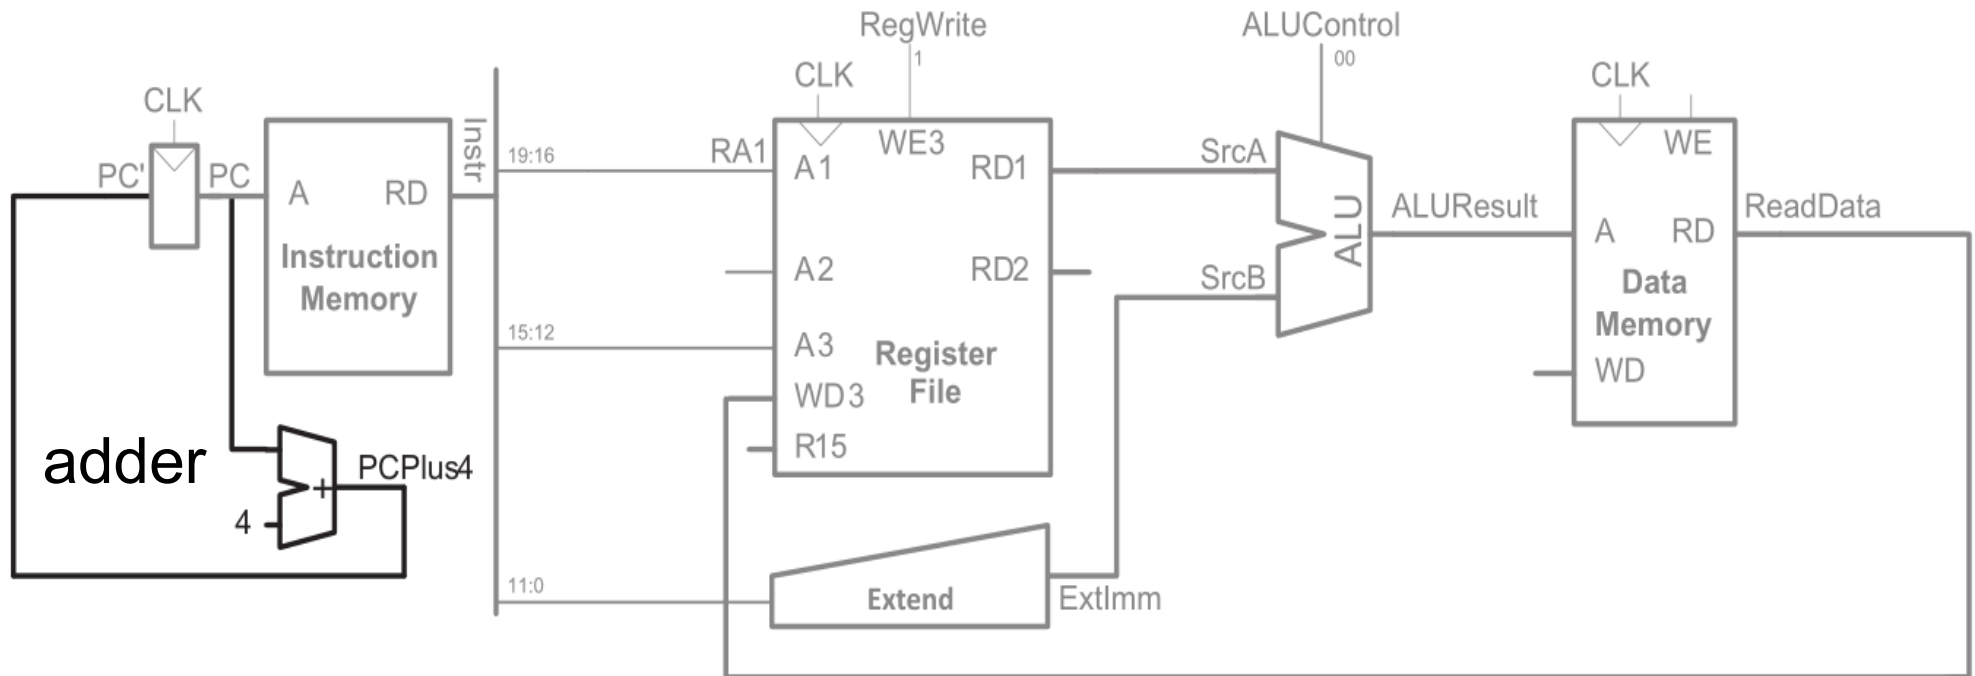 RegWrite
ALUControl
1
00
CLK
CLK
CLK
PC'
PC
A
RD
Instruction
Memory
Instr
19:16
RA1
A1
WE3
RD1
SrcA
ALU
ALUResult
WE
A
RD
ReadData
Data
Memory
WD
A2
RD2
SrcB
15:12
A3
Register
File
WD3
R15
adder
+
PCPlus4
4
11:0
Extend
ExtImm